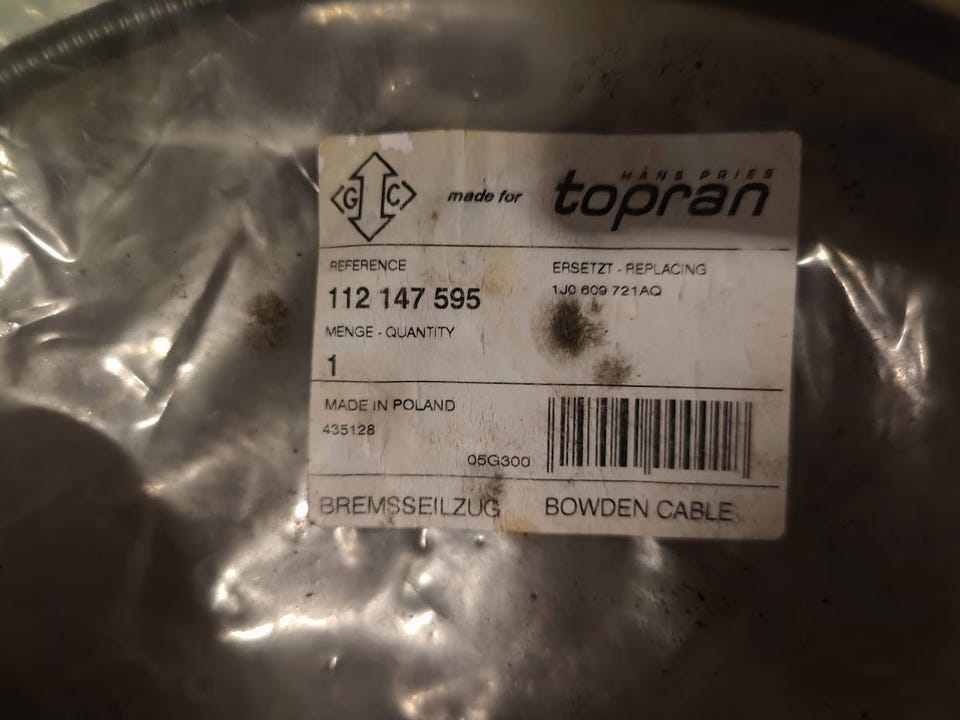 GC
made for
HANS PRIES
topran
REFERENCE
ERSETZT - REPLACING
112 147 595
1J0 609 721AQ
MENGE - QUANTITY
1
MADE IN POLAND
435128
05G300
BREMSSEILZUG
BOWDEN CABLE